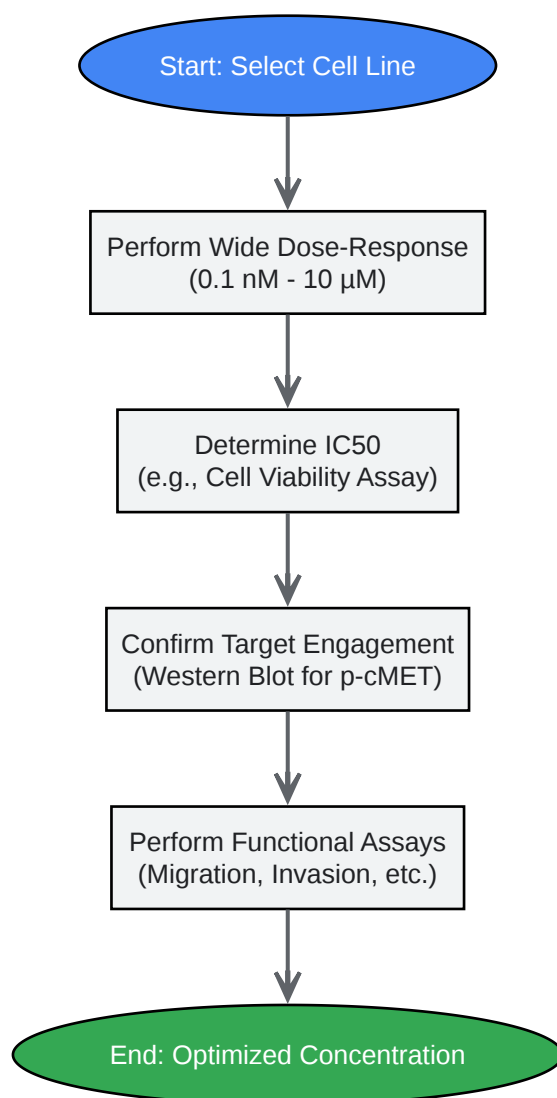 Start: Select Cell Line
Perform Wide Dose-Response
(0.1 nM - 10 µM)
Determine IC50
(e.g., Cell Viability Assay)
Confirm Target Engagement
(Western Blot for p-cMET)
Perform Functional Assays
(Migration, Invasion, etc.)
End: Optimized Concentration